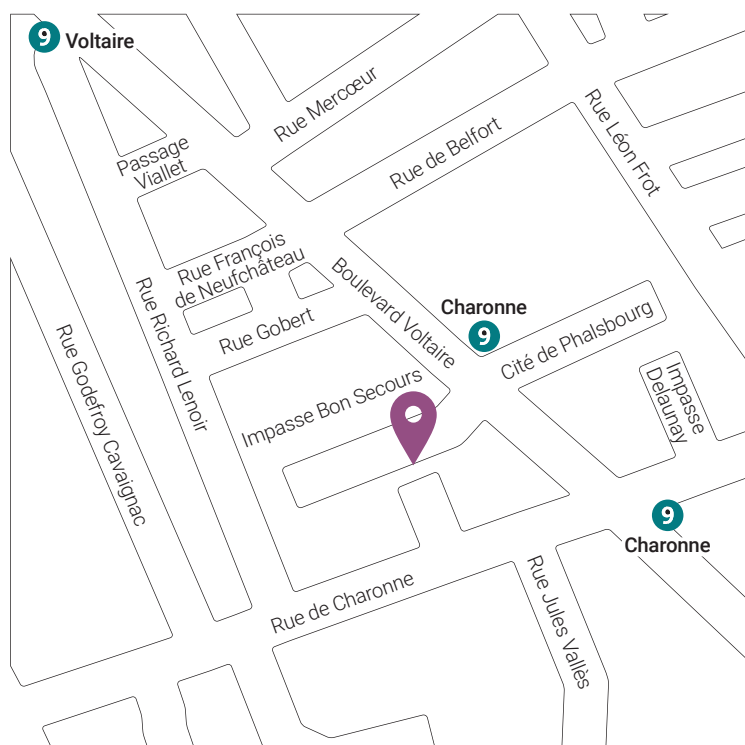 9 Voltaire
Rue Mercœur
Rue Léon Frot
Passage
Viallet
Rue de Belfort
Rue François
de Neufchâteau
Boulevard Voltaire
Rue Richard Lenoir
Charonne
9
Rue Gobert
Cité de Phalsbourg
Rue Godefroy Cavaignac
Impasse Bon Secours
Impasse
Delaunay
9
Charonne
Rue de Charonne
Rue Jules Vallès